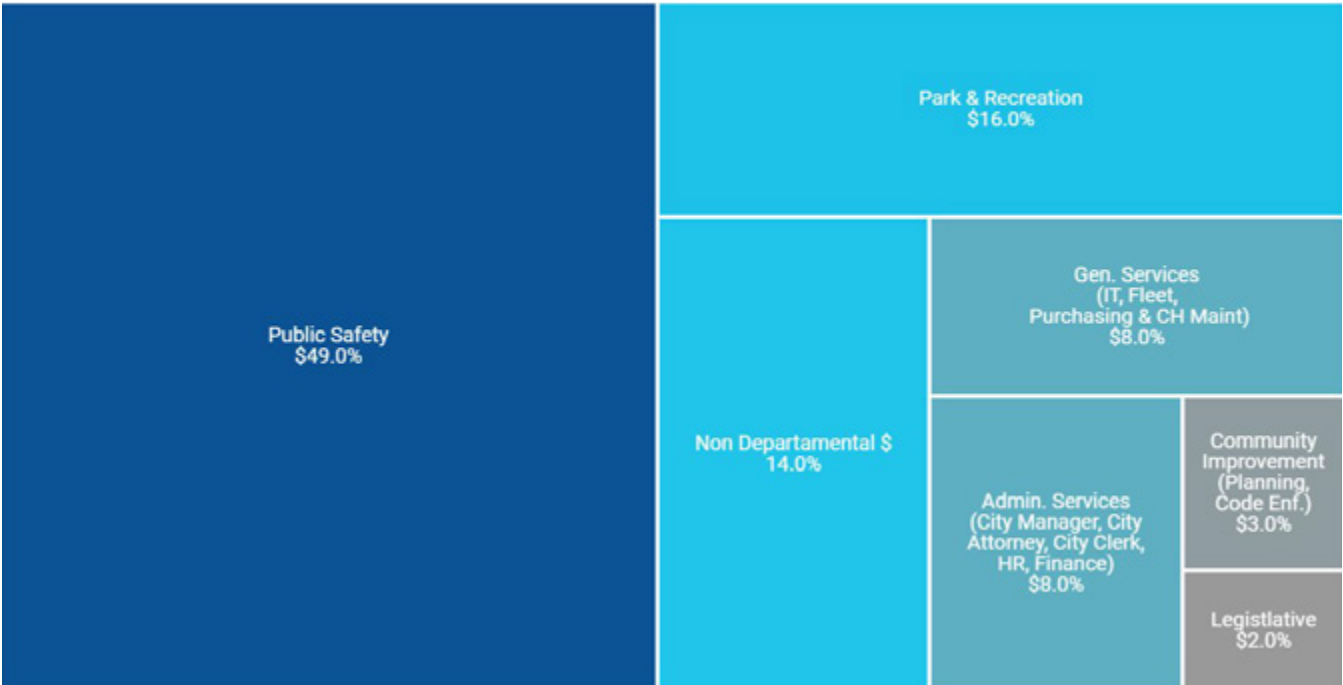 Public Safety
$49.0%
Park & Recreation
$16.0%
Non Departamental $
14.0%
Gen. Services
(IT, Fleet,
Purchasing & CH Maint)
$8.0%
Admin. Services
(City Manager, City
Attorney, City Clerk,
HR, Finance)
$8.0%
Community
Improvement
(Planning,
Code Enf.)
$3.0%
Legistlative
$2.0%